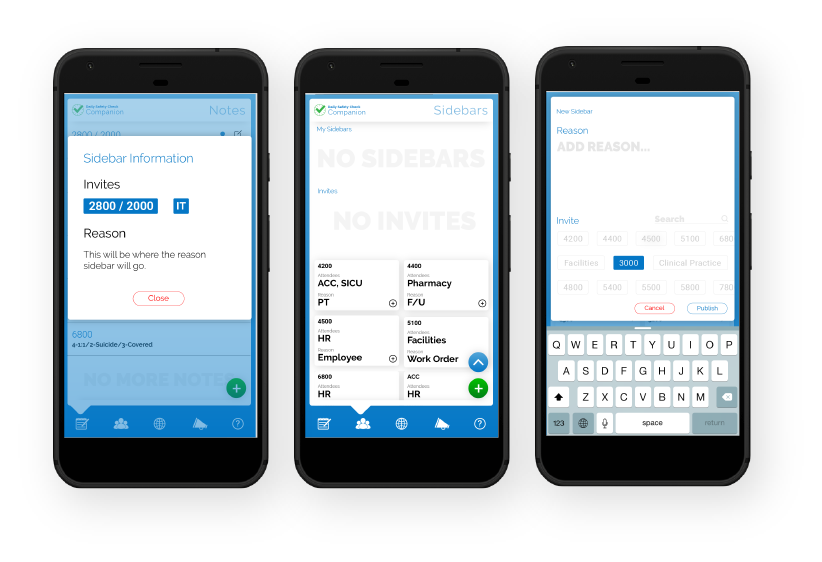 Daily Safety Check
Companion
Notes
2800 / 2000
Sidebar Information
Invites
2800 / 2000 IT
Reason
This will be where the reason
sidebar will go.
Close
6800
4-1:1/2-Suicide/3-Covered
NO MORE NOTES
Daily Safety Check
Companion
Sidebars
My Sidebars
NO SIDEBARS
Invites
NO INVITES
4200
Attendees
ACC, SICU
Reason
PT
4400
Attendees
Pharmacy
Reason
F/U
4500
Attendees
HR
Reason
Employee
5100
Attendees
Facilities
Reason
Work Order
6800
Attendees
HR
ACC
Attendees
HR
New Sidebar
Reason
ADD REASON...
Invite
Search
4200 4400 4500 5100 680
Facilities 3000 Clinical Practice
4800 5400 5500 5800 780
Cancel Publish
Q W E R T Y U I O P
A S D F G H J K L
Z X C V B N M
123 space return